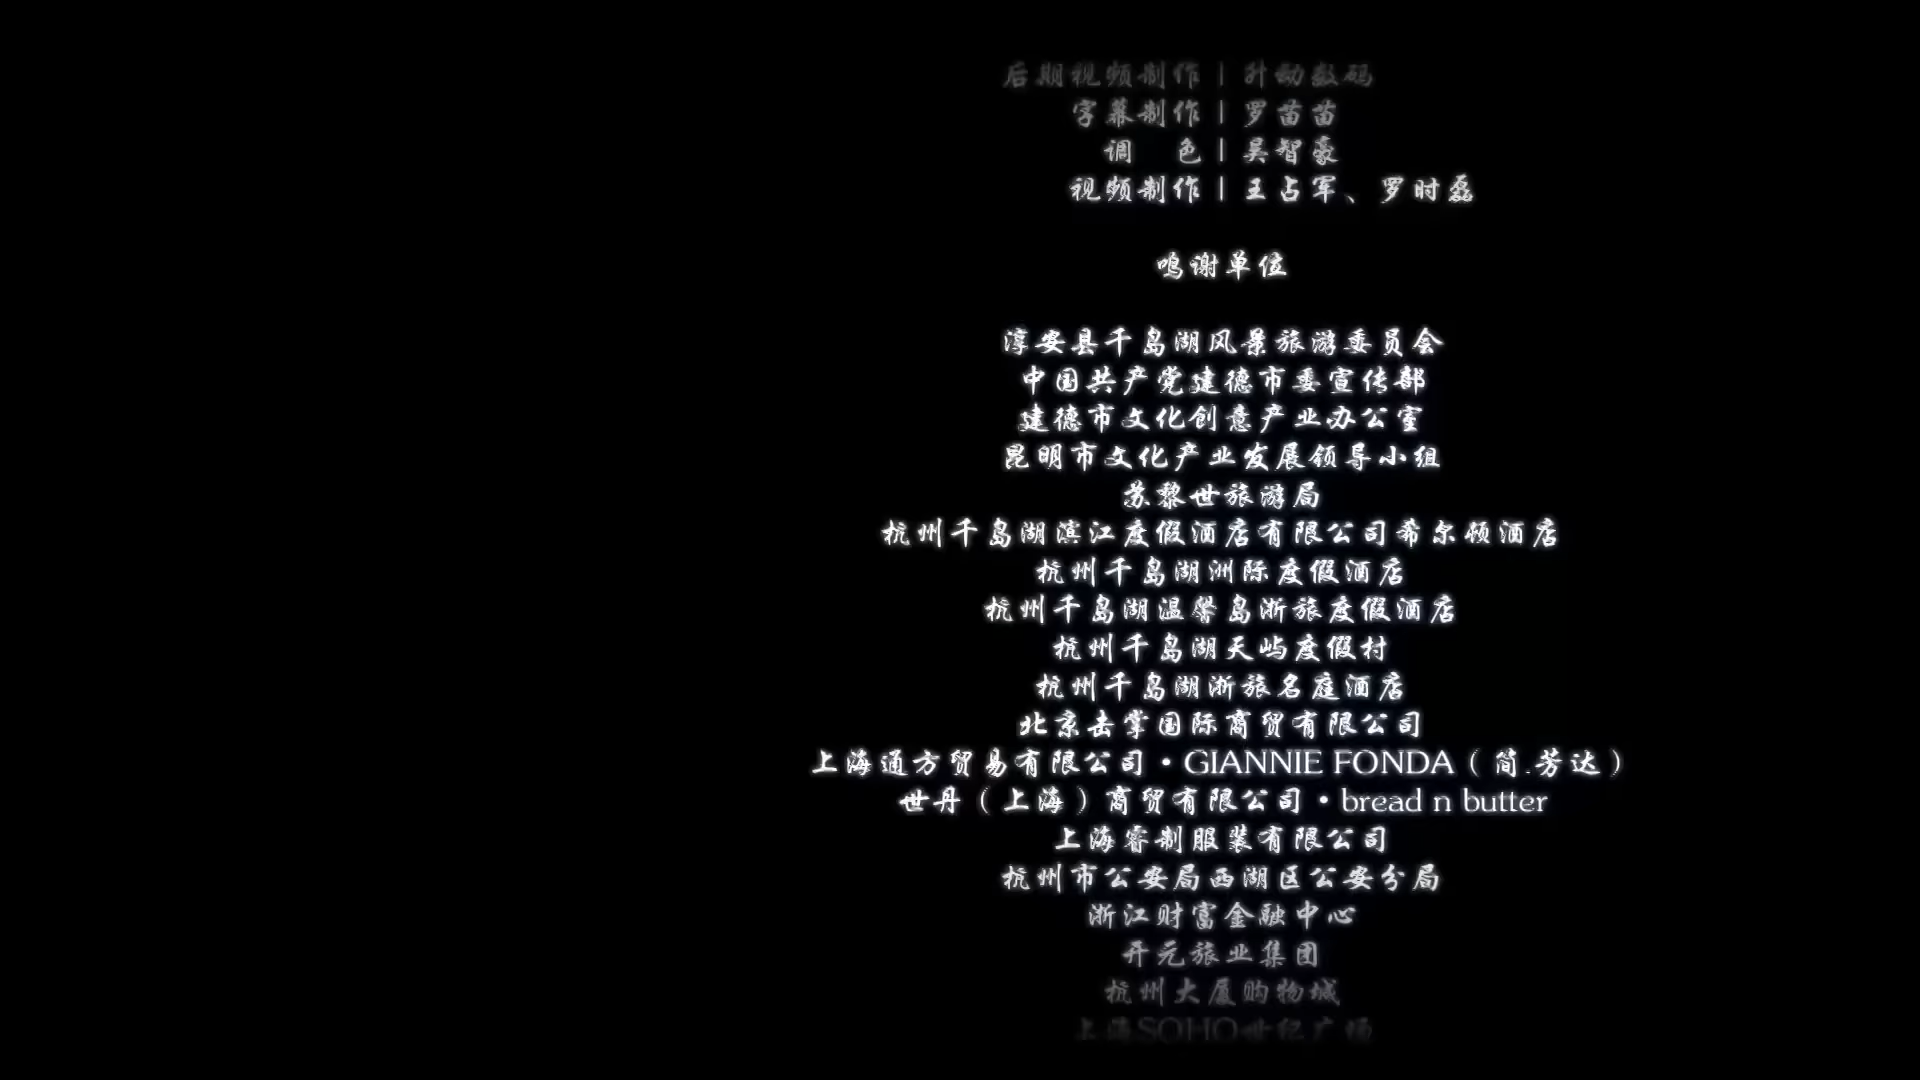 后期视频制作 | 升动数码
字幕制作 | 罗苗苗
调 色 | 吴智豪
视频制作 | 王占军、罗时磊
鸣谢单位
淳安县千岛湖风景旅游委员会
中国共产党建德市委宣传部
建德市文化创意产业办公室
昆明市文化产业发展领导小组
苏黎世旅游局
杭州千岛湖滨江度假酒店有限公司希尔顿酒店
杭州千岛湖洲际度假酒店
杭州千岛湖温馨岛浙旅度假酒店
杭州千岛湖天屿度假村
杭州千岛湖浙旅名庭酒店
北京击掌国际商贸有限公司
上海通方贸易有限公司·GIANNIE FONDA（简.芳达）
世丹（上海）商贸有限公司·bread n butter
上海睿制服装有限公司
杭州市公安局西湖区公安分局
浙江财富金融中心
开元旅业集团
杭州大厦购物城
上海SOHO世纪广场